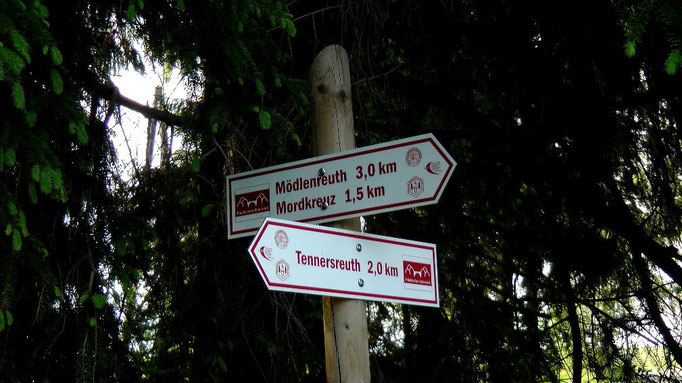 Mödlenreuth 3,0 km
Mordkreuz 1,5 km
Tennersreuth 2,0 km